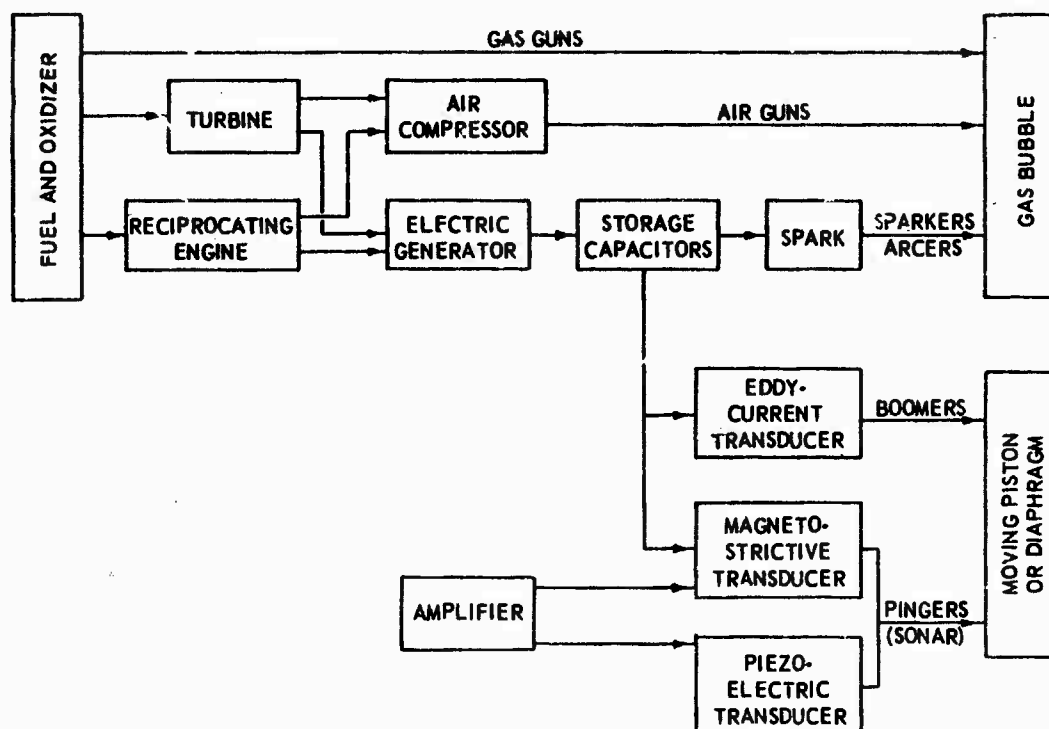 FUEL AND OXIDIZER
GAS GUNS
TURBINE
AIR
COMPRESSOR
AIR GUNS
GAS BUBBLE
RECIPROCATING
ENGINE
ELECTRIC
GENERATOR
STORAGE
CAPACITORS
SPARK
SPARKERS
ARCERS
EDDY-
CURRENT
TRANSDUCER
BOOMERS
MOVING PISTON
OR DIAPHRAGM
MAGNETO-
STRICTIVE
TRANSDUCER
AMPLIFIER
PINGERS
(SONAR)
PIEZO-
ELECTRIC
TRANSDUCER